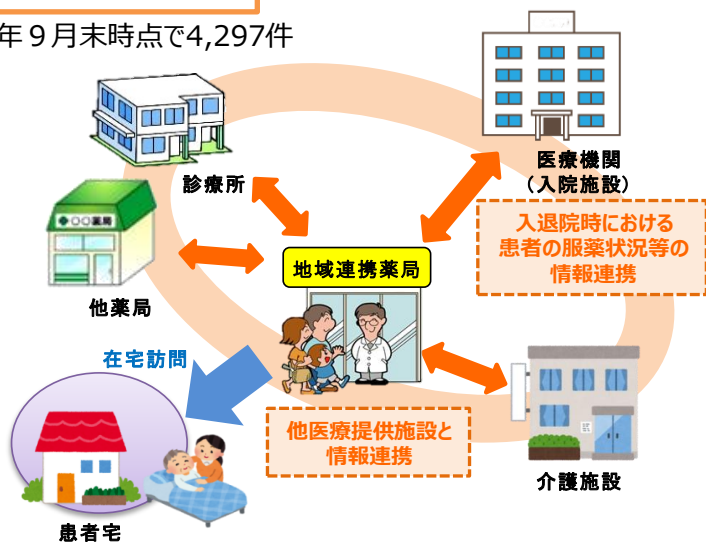 年９月末時点で4,297件
診療所
医療機関
（入院施設）
○○薬局
他薬局
地域連携薬局
入退院時における
患者の服薬状況等の
情報連携
在宅訪問
他医療提供施設と
情報連携
介護施設
患者宅